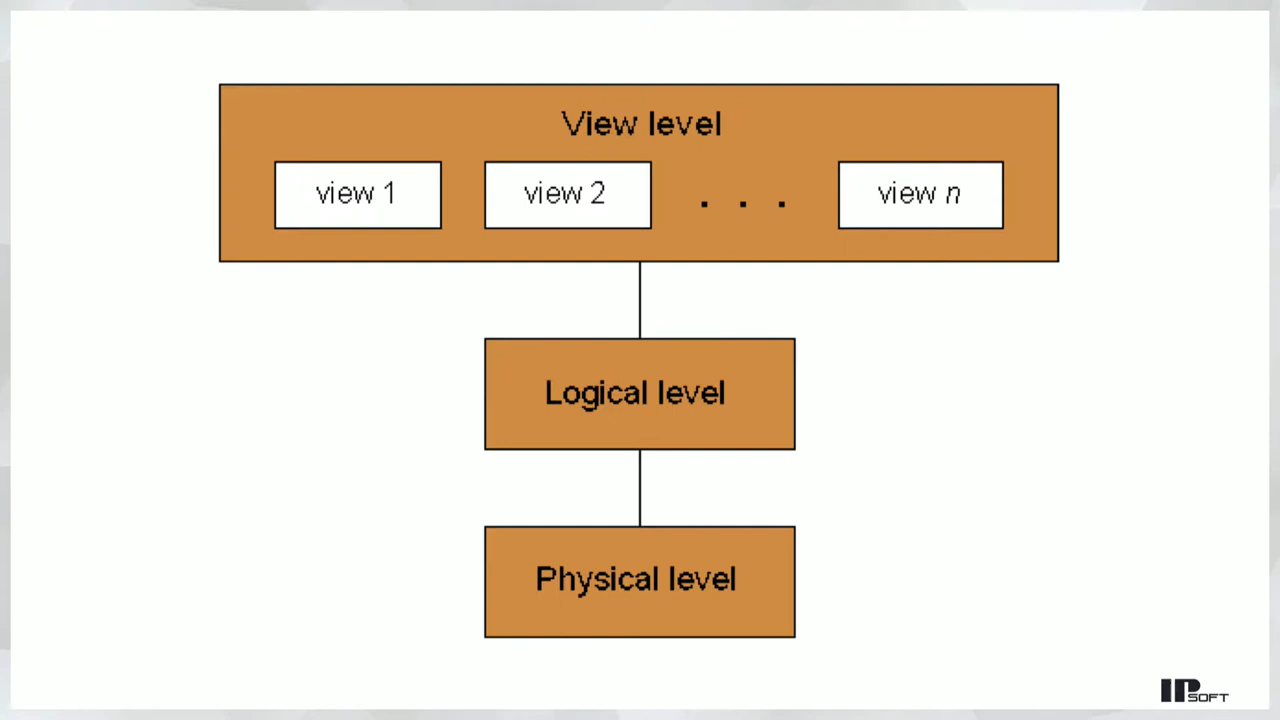 View level
view 1
view 2
. . .
view n
Logical level
Physical level
IPSOFT